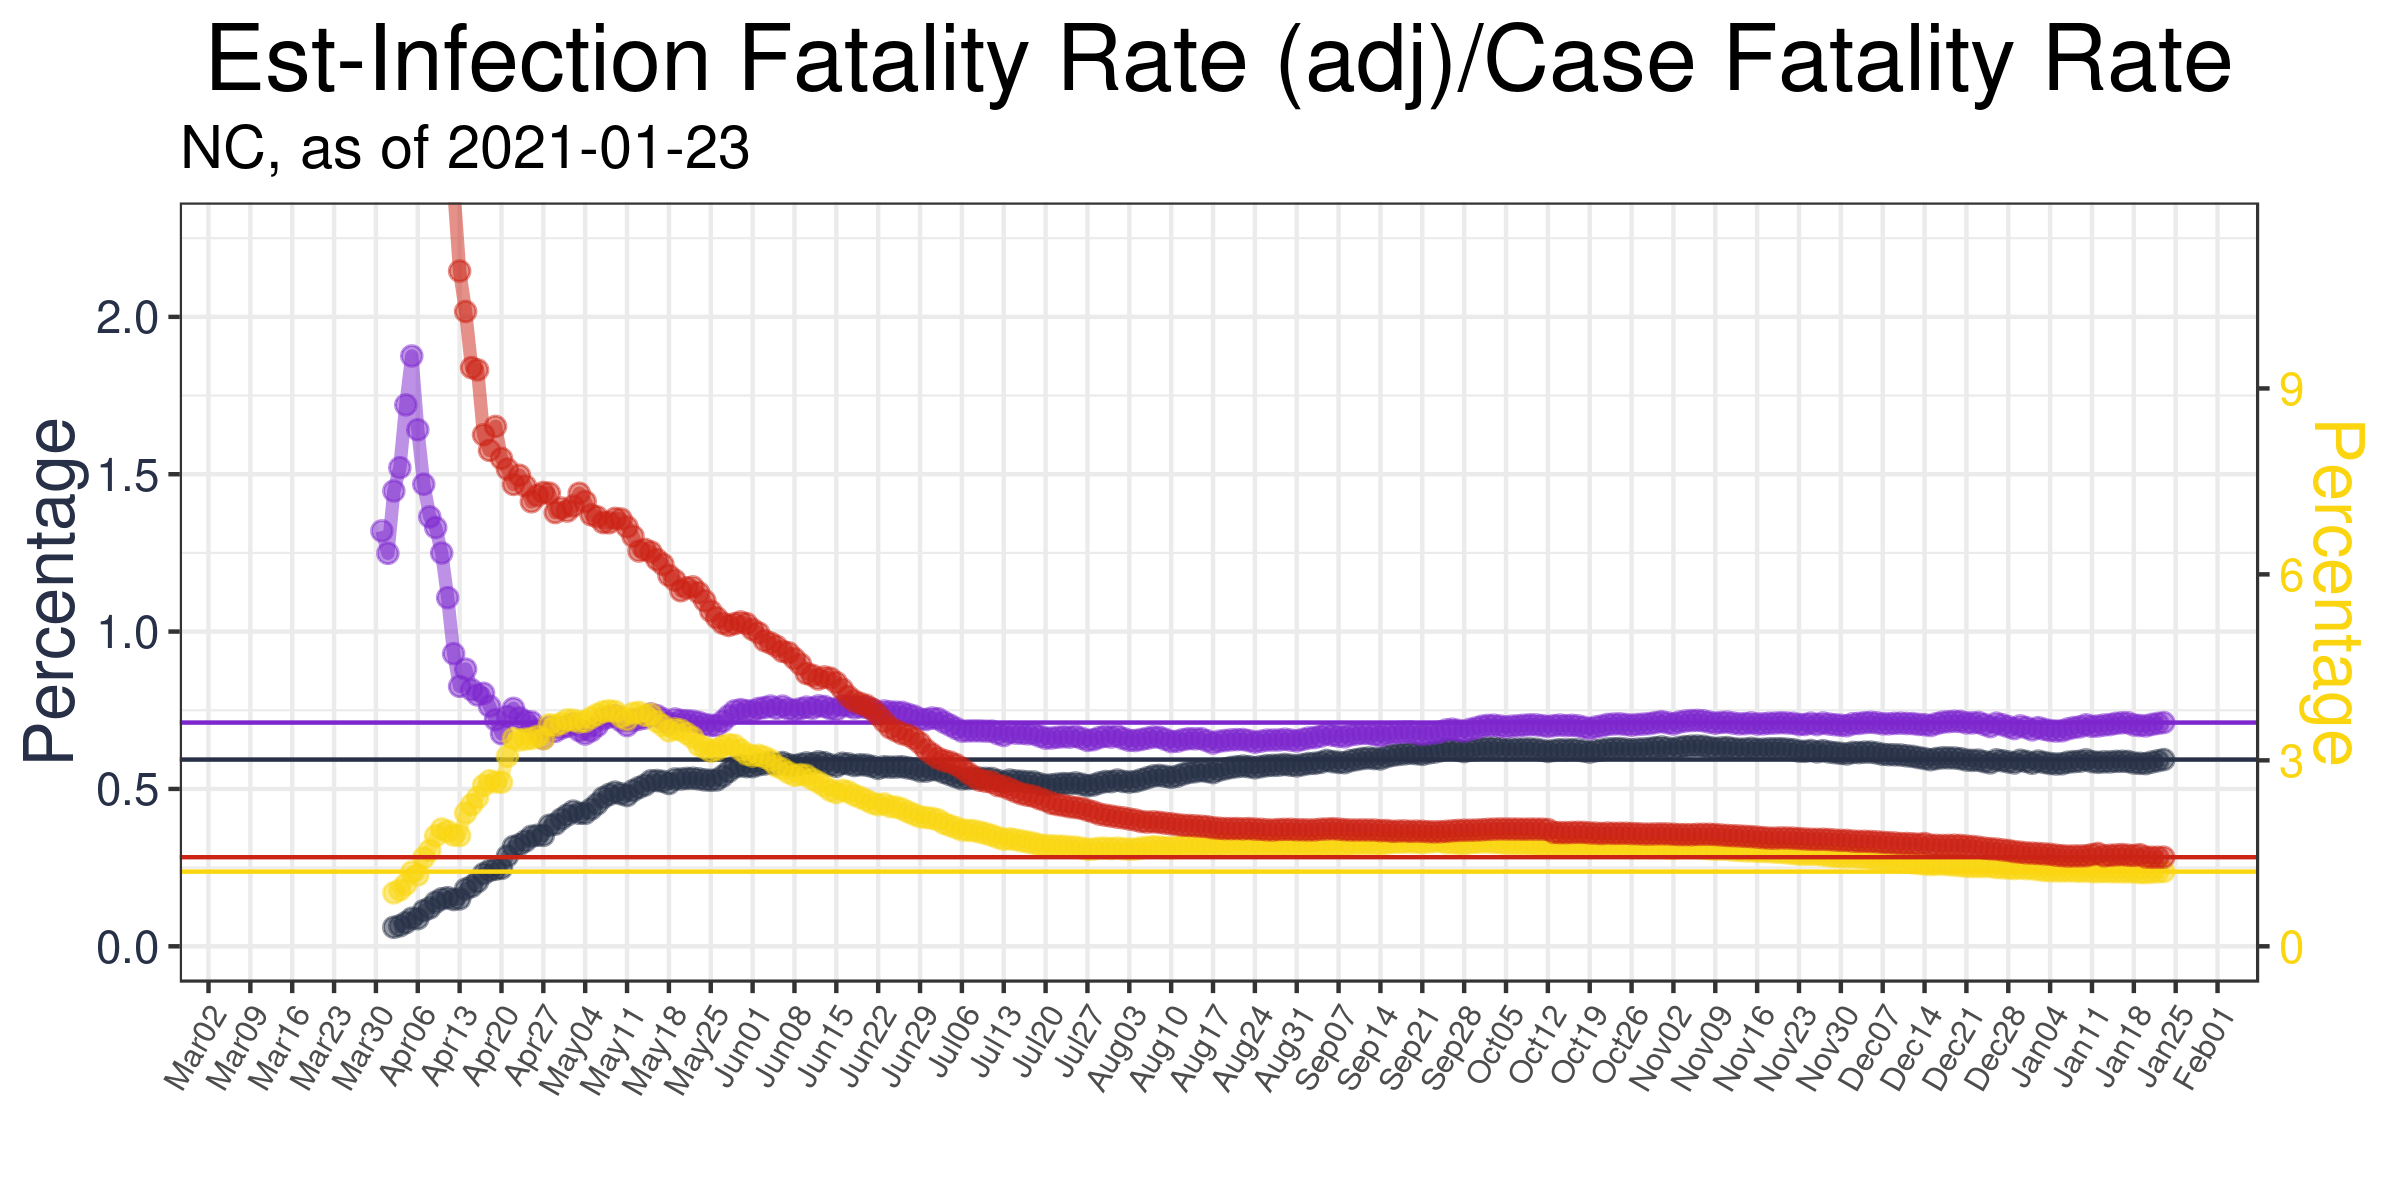 Est-Infection Fatality Rate (adj)/Case Fatality Rate
NC, as of 2021-01-23
Percentage
2.0
1.5
1.0
0.5
0.0
9
6
3
0
Percentage
Mar02
Mar09
Mar16
Mar23
Mar30
Apr06
Apr13
Apr20
Apr27
May04
May11
May18
May25
Jun01
Jun08
Jun15
Jun22
Jun29
Jul06
Jul13
Jul20
Jul27
Aug03
Aug10
Aug17
Aug24
Aug31
Sep07
Sep14
Sep21
Sep28
Oct05
Oct12
Oct19
Oct26
Nov02
Nov09
Nov16
Nov23
Nov30
Dec07
Dec14
Dec21
Dec28
Jan04
Jan11
Jan18
Jan25
Feb01